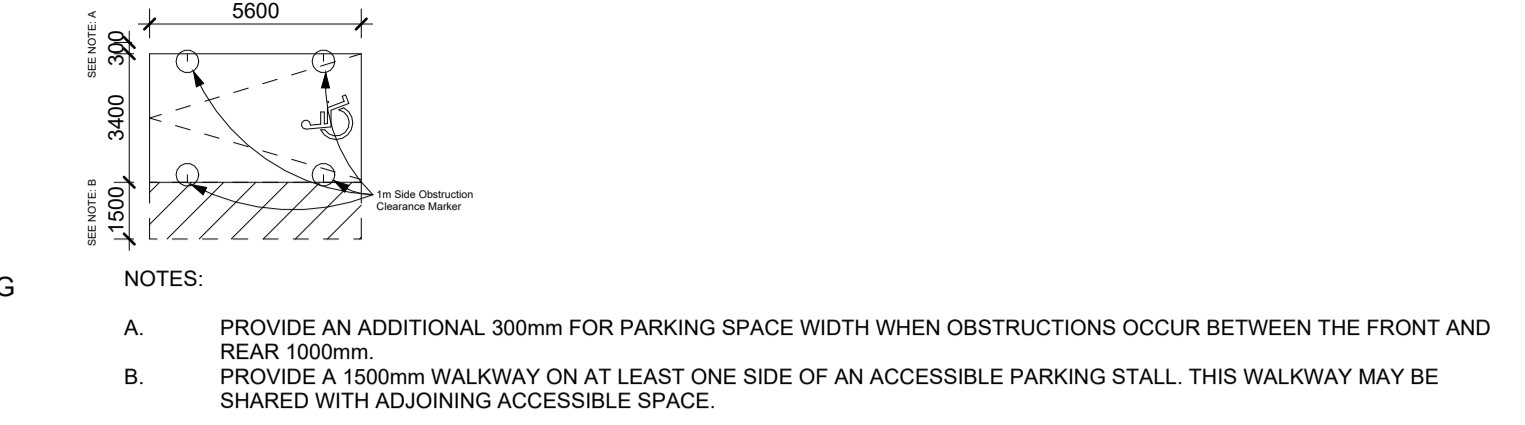 5600
SEE NOTE: A
300
3400
SEE NOTE: B
1500
1m Side Obstruction
Clearance Marker
G
NOTES:
A. PROVIDE AN ADDITIONAL 300mm FOR PARKING SPACE WIDTH WHEN OBSTRUCTIONS OCCUR BETWEEN THE FRONT AND
REAR 1000mm.
B. PROVIDE A 1500mm WALKWAY ON AT LEAST ONE SIDE OF AN ACCESSIBLE PARKING STALL. THIS WALKWAY MAY BE
SHARED WITH ADJOINING ACCESSIBLE SPACE.